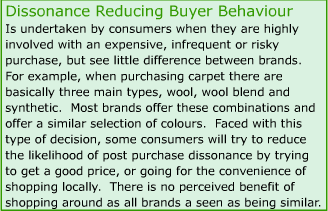 Dissonance Reducing Buyer Behaviour
Is undertaken by consumers when they are highly
involved with an expensive, infrequent or risky
purchase, but see little difference between brands.
For example, when purchasing carpet there are
basically three main types, wool, wool blend and
synthetic.  Most brands offer these combinations and
offer a similar selection of colours.  Faced with this
type of decision, some consumers will try to reduce
the likelihood of post purchase dissonance by trying
to get a good price, or going for the convenience of
shopping locally.  There is no perceived benefit of
shopping around as all brands a seen as being similar.